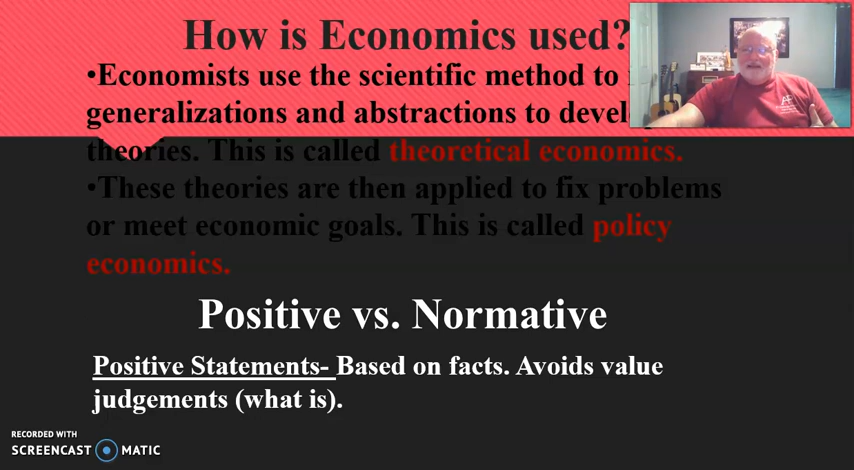 How is Economics used?
•Economists use the scientific method to
generalizations and abstractions to devel
theories. This is called theoretical economics.
•These theories are then applied to fix problems
or meet economic goals. This is called policy
economics.
Positive vs. Normative
Positive Statements- Based on facts. Avoids value
judgements (what is).
RECORDED WITH
SCREENCAST MATIC